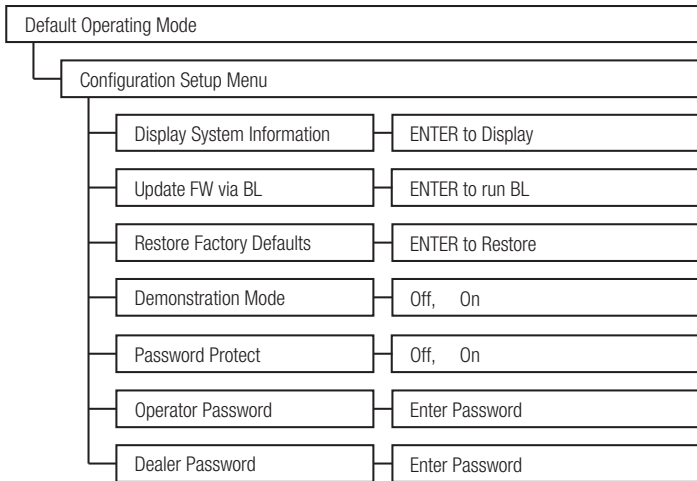 Default Operating Mode
Configuration Setup Menu
Display System Information ENTER to Display
Update FW via BL ENTER to run BL
Restore Factory Defaults ENTER to Restore
Demonstration Mode Off, On
Password Protect Off, On
Operator Password Enter Password
Dealer Password Enter Password